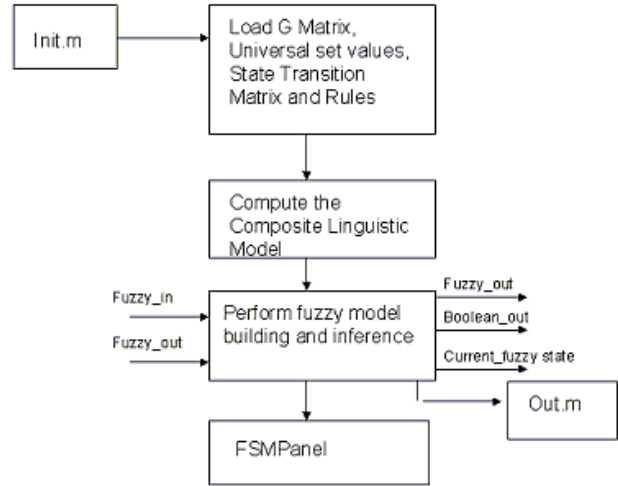 Init.m
Load G Matrix,
Universal set values,
State Transition
Matrix and Rules
Compute the
Composite Linguistic
Model
Fuzzy_in
Fuzzy_out
Perform fuzzy model
building and inference
Fuzzy_out
Boolean_out
Current_fuzzy state
Out.m
FSMPanel